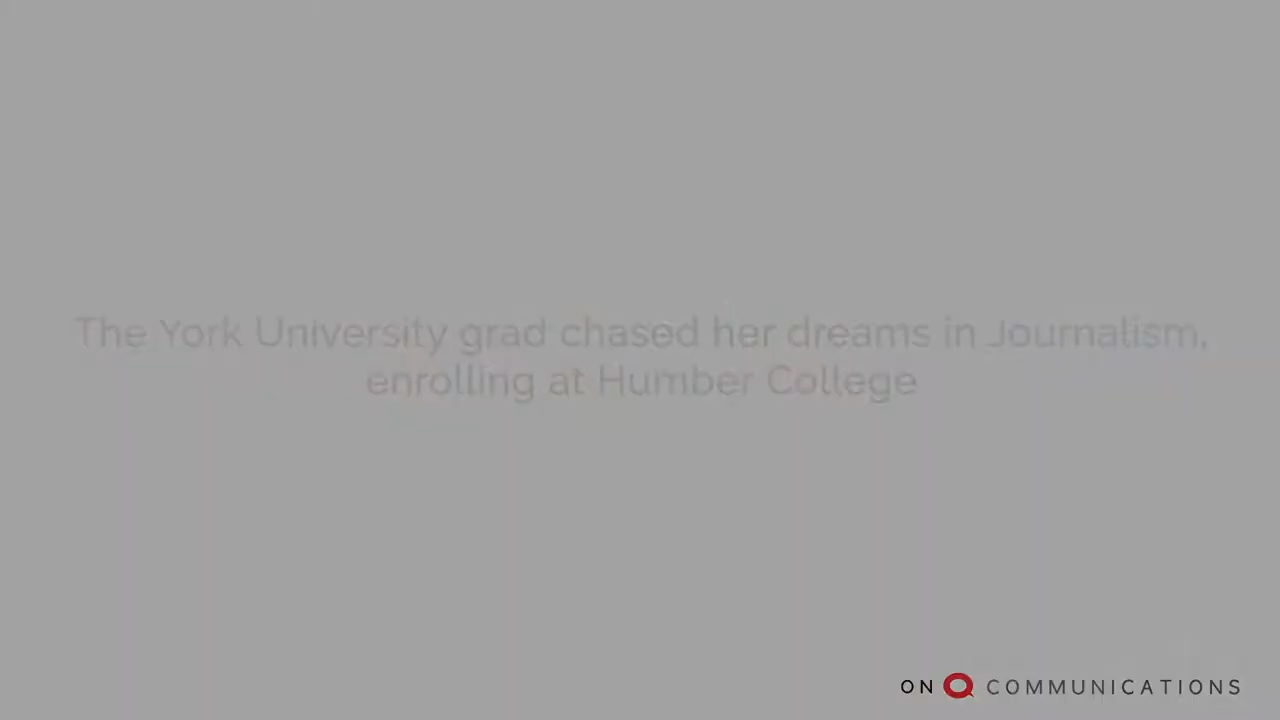 The York University grad chased her dreams in Journalism,
enrolling at Humber College
ON Q COMMUNICATIONS